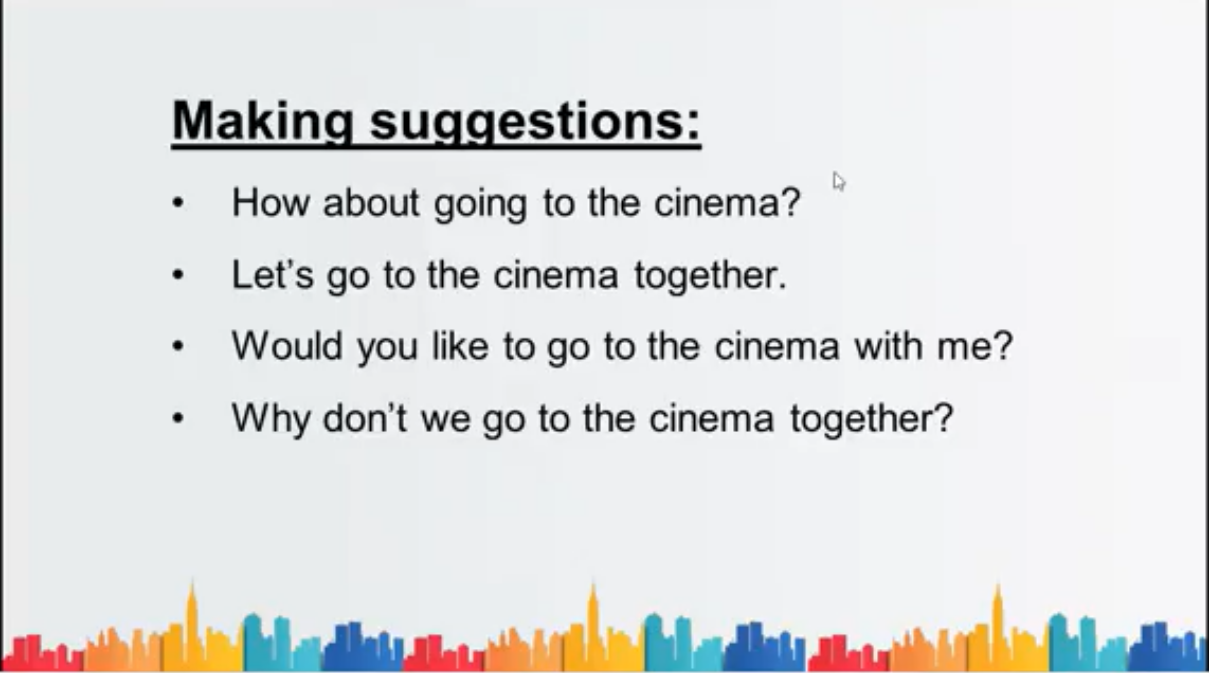 Making suggestions:
• How about going to the cinema?
• Let’s go to the cinema together.
• Would you like to go to the cinema with me?
• Why don’t we go to the cinema together?